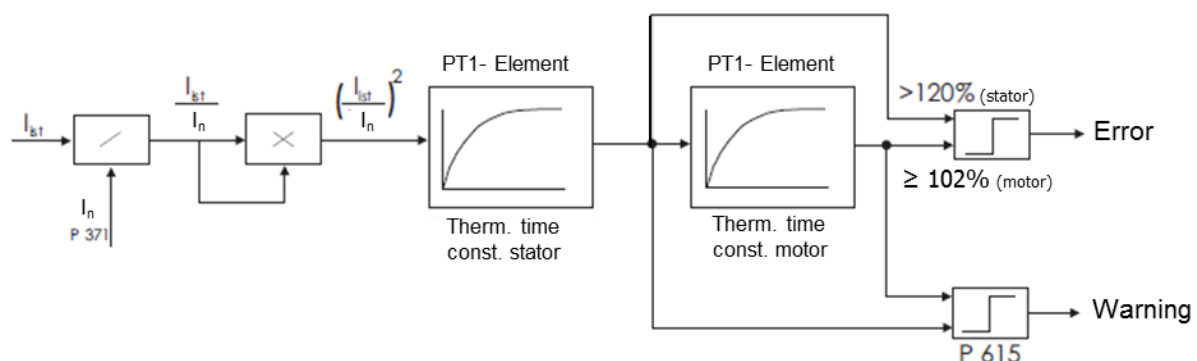 I_ist
I_n
P 371
I_ist
I_n
(I_ist
I_n)²
PT1- Element
Therm. time
const. stator
PT1- Element
Therm. time
const. motor
>120% (stator)
≥ 102% (motor)
Error
Warning
P 615